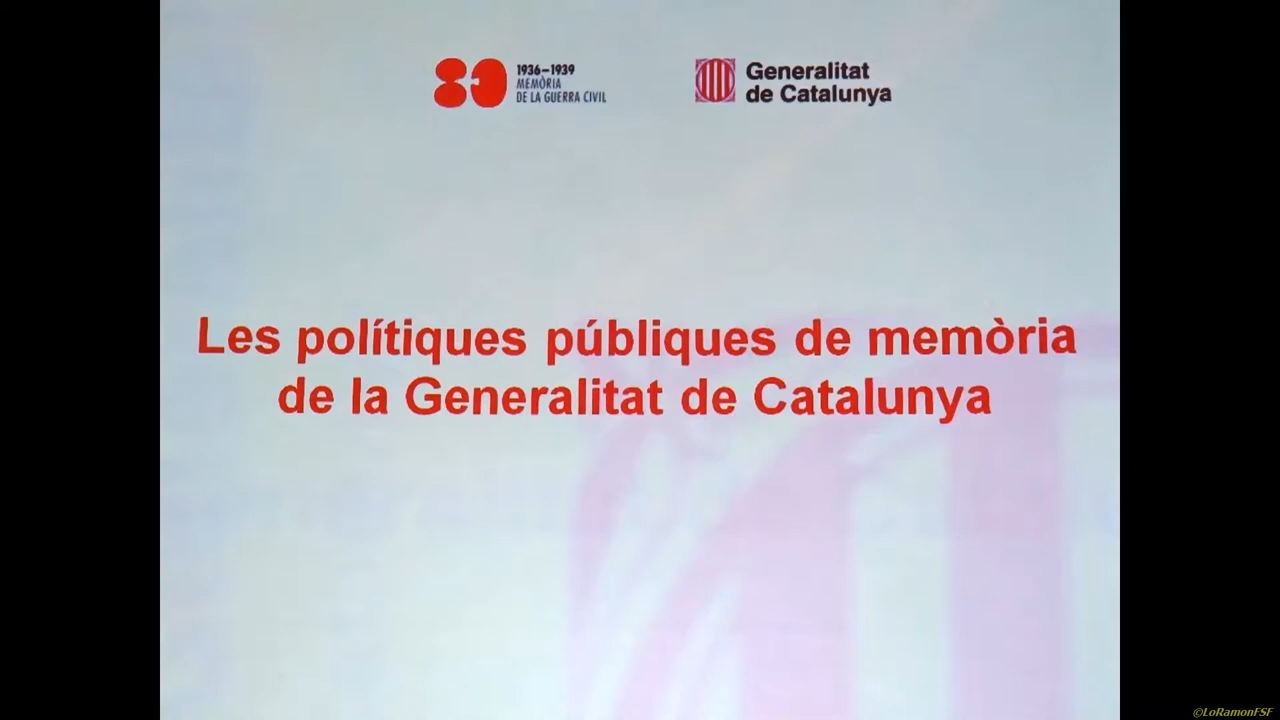 80
1936–1939
MEMÒRIA
DE LA GUERRA CIVIL
Generalitat
de Catalunya
Les polítiques públiques de memòria
de la Generalitat de Catalunya
©LoRamonFSF